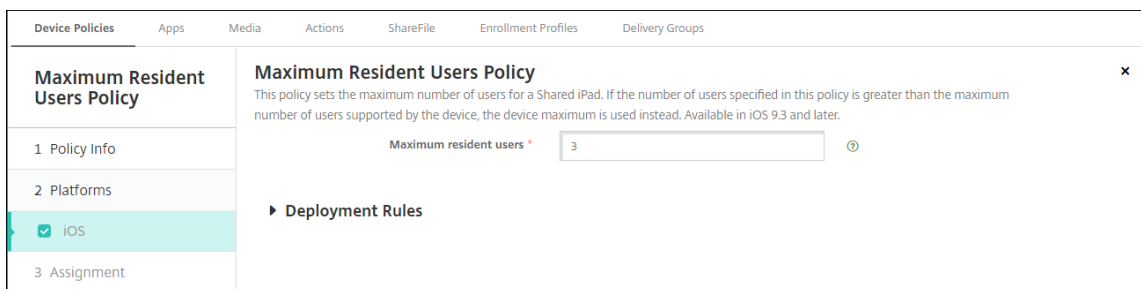 Device Policies Apps Media Actions ShareFile Enrollment Profiles Delivery Groups
Maximum Resident
Users Policy
1 Policy Info
2 Platforms
iOS
3 Assignment
Maximum Resident Users Policy
This policy sets the maximum number of users for a Shared iPad. If the number of users specified in this policy is greater than the maximum
number of users supported by the device, the device maximum is used instead. Available in iOS 9.3 and later.
Maximum resident users * 3
Deployment Rules